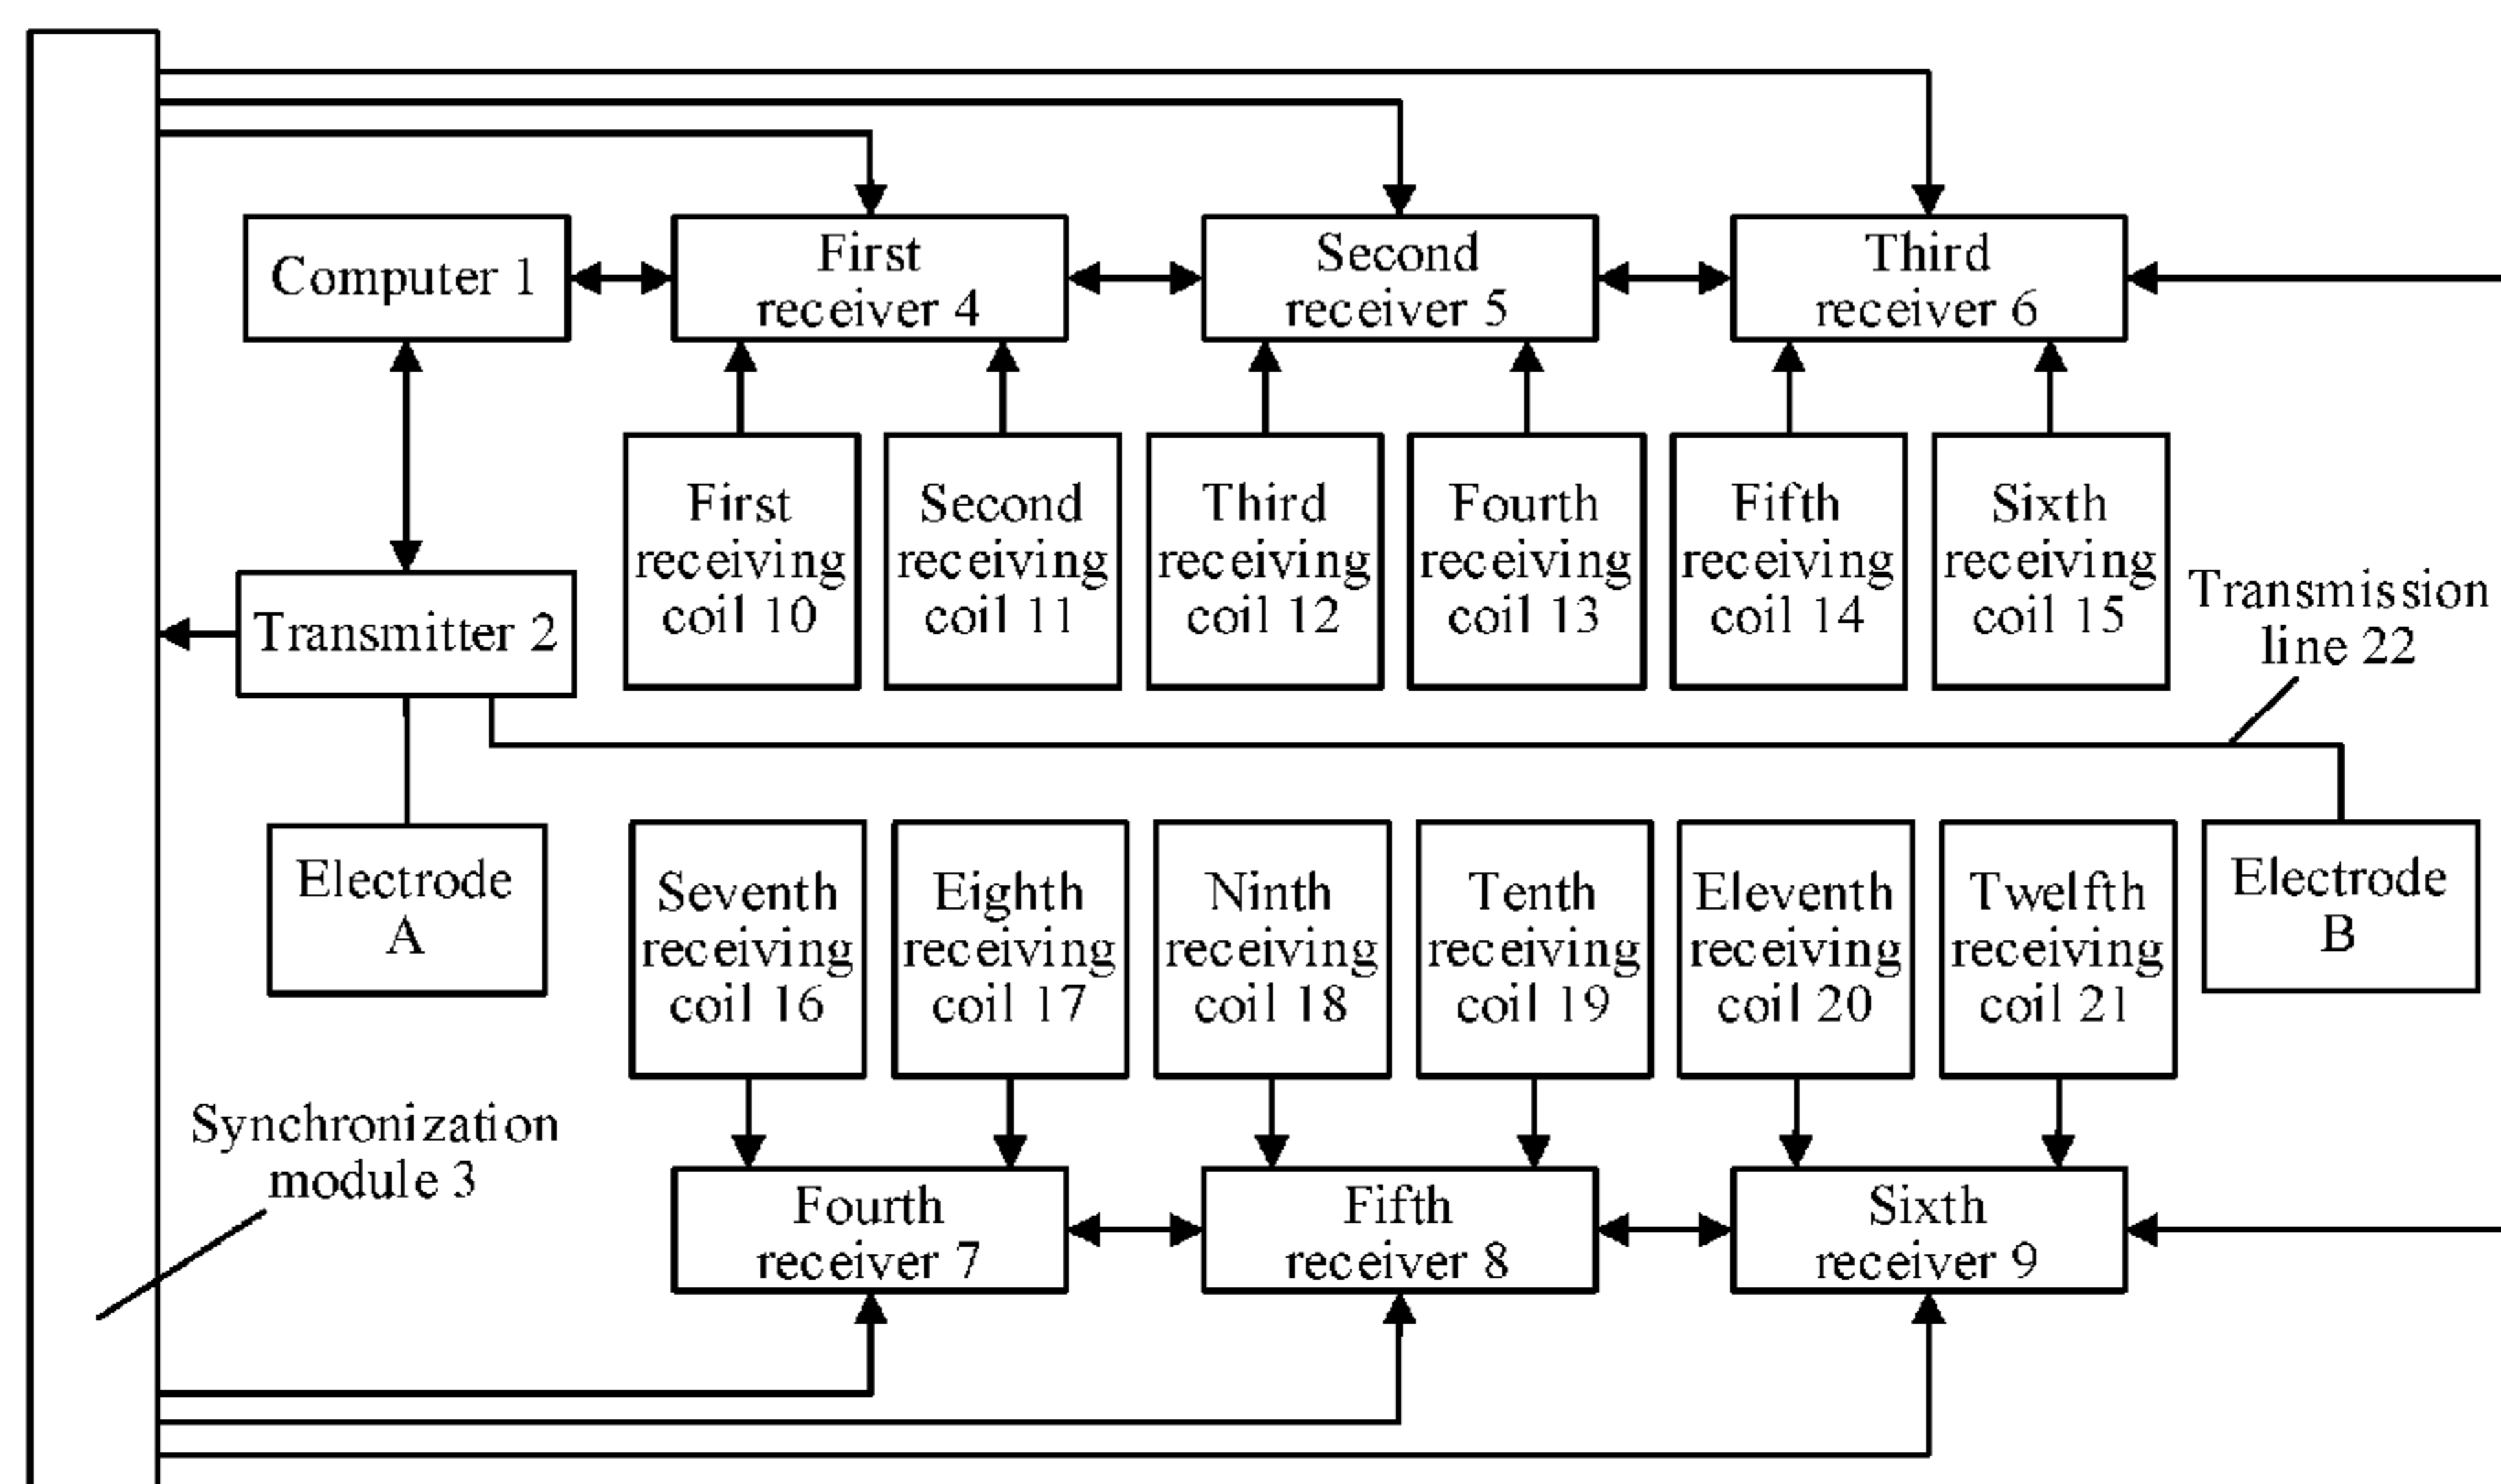 Computer 1
First
receiver 4
Second
receiver 5
Third
receiver 6
First
receiving
coil 10
Second
receiving
coil 11
Third
receiving
coil 12
Fourth
receiving
coil 13
Fifth
receiving
coil 14
Sixth
receiving
coil 15
Transmission
line 22
Transmitter 2
Electrode
A
Seventh
receiving
coil 16
Eighth
receiving
coil 17
Ninth
receiving
coil 18
Tenth
receiving
coil 19
Eleventh
receiving
coil 20
Twelfth
receiving
coil 21
Electrode
B
Synchronization
module 3
Fourth
receiver 7
Fifth
receiver 8
Sixth
receiver 9